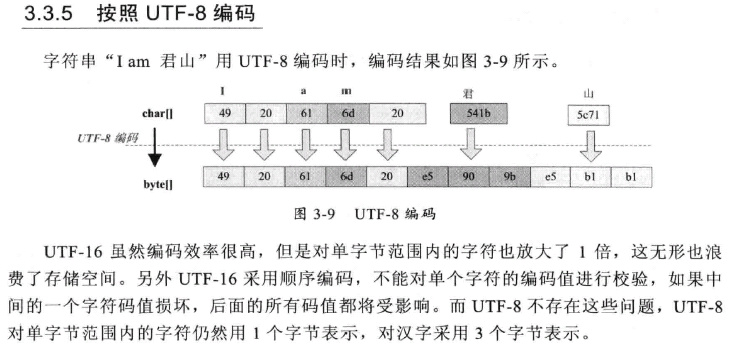 3.3.5 按照 UTF-8 编码
字符串“I am 君山”用 UTF-8 编码时，编码结果如图 3-9 所示。
I a m 君 山
char[] 49 20 61 6d 20 541b 5c71
UTF-8 编码
byte[] 49 20 61 6d 20 e5 90 9b e5 b1 b1
图 3-9 UTF-8 编码
UTF-16 虽然编码效率很高，但是对单字节范围内的字符也放大了 1 倍，这无形也浪
费了存储空间。另外 UTF-16 采用顺序编码，不能对单个字符的编码值进行校验，如果中
间的一个字符码值损坏，后面的所有码值都将受影响。而 UTF-8 不存在这些问题，UTF-8
对单字节范围内的字符仍然用 1 个字节表示，对汉字采用 3 个字节表示。